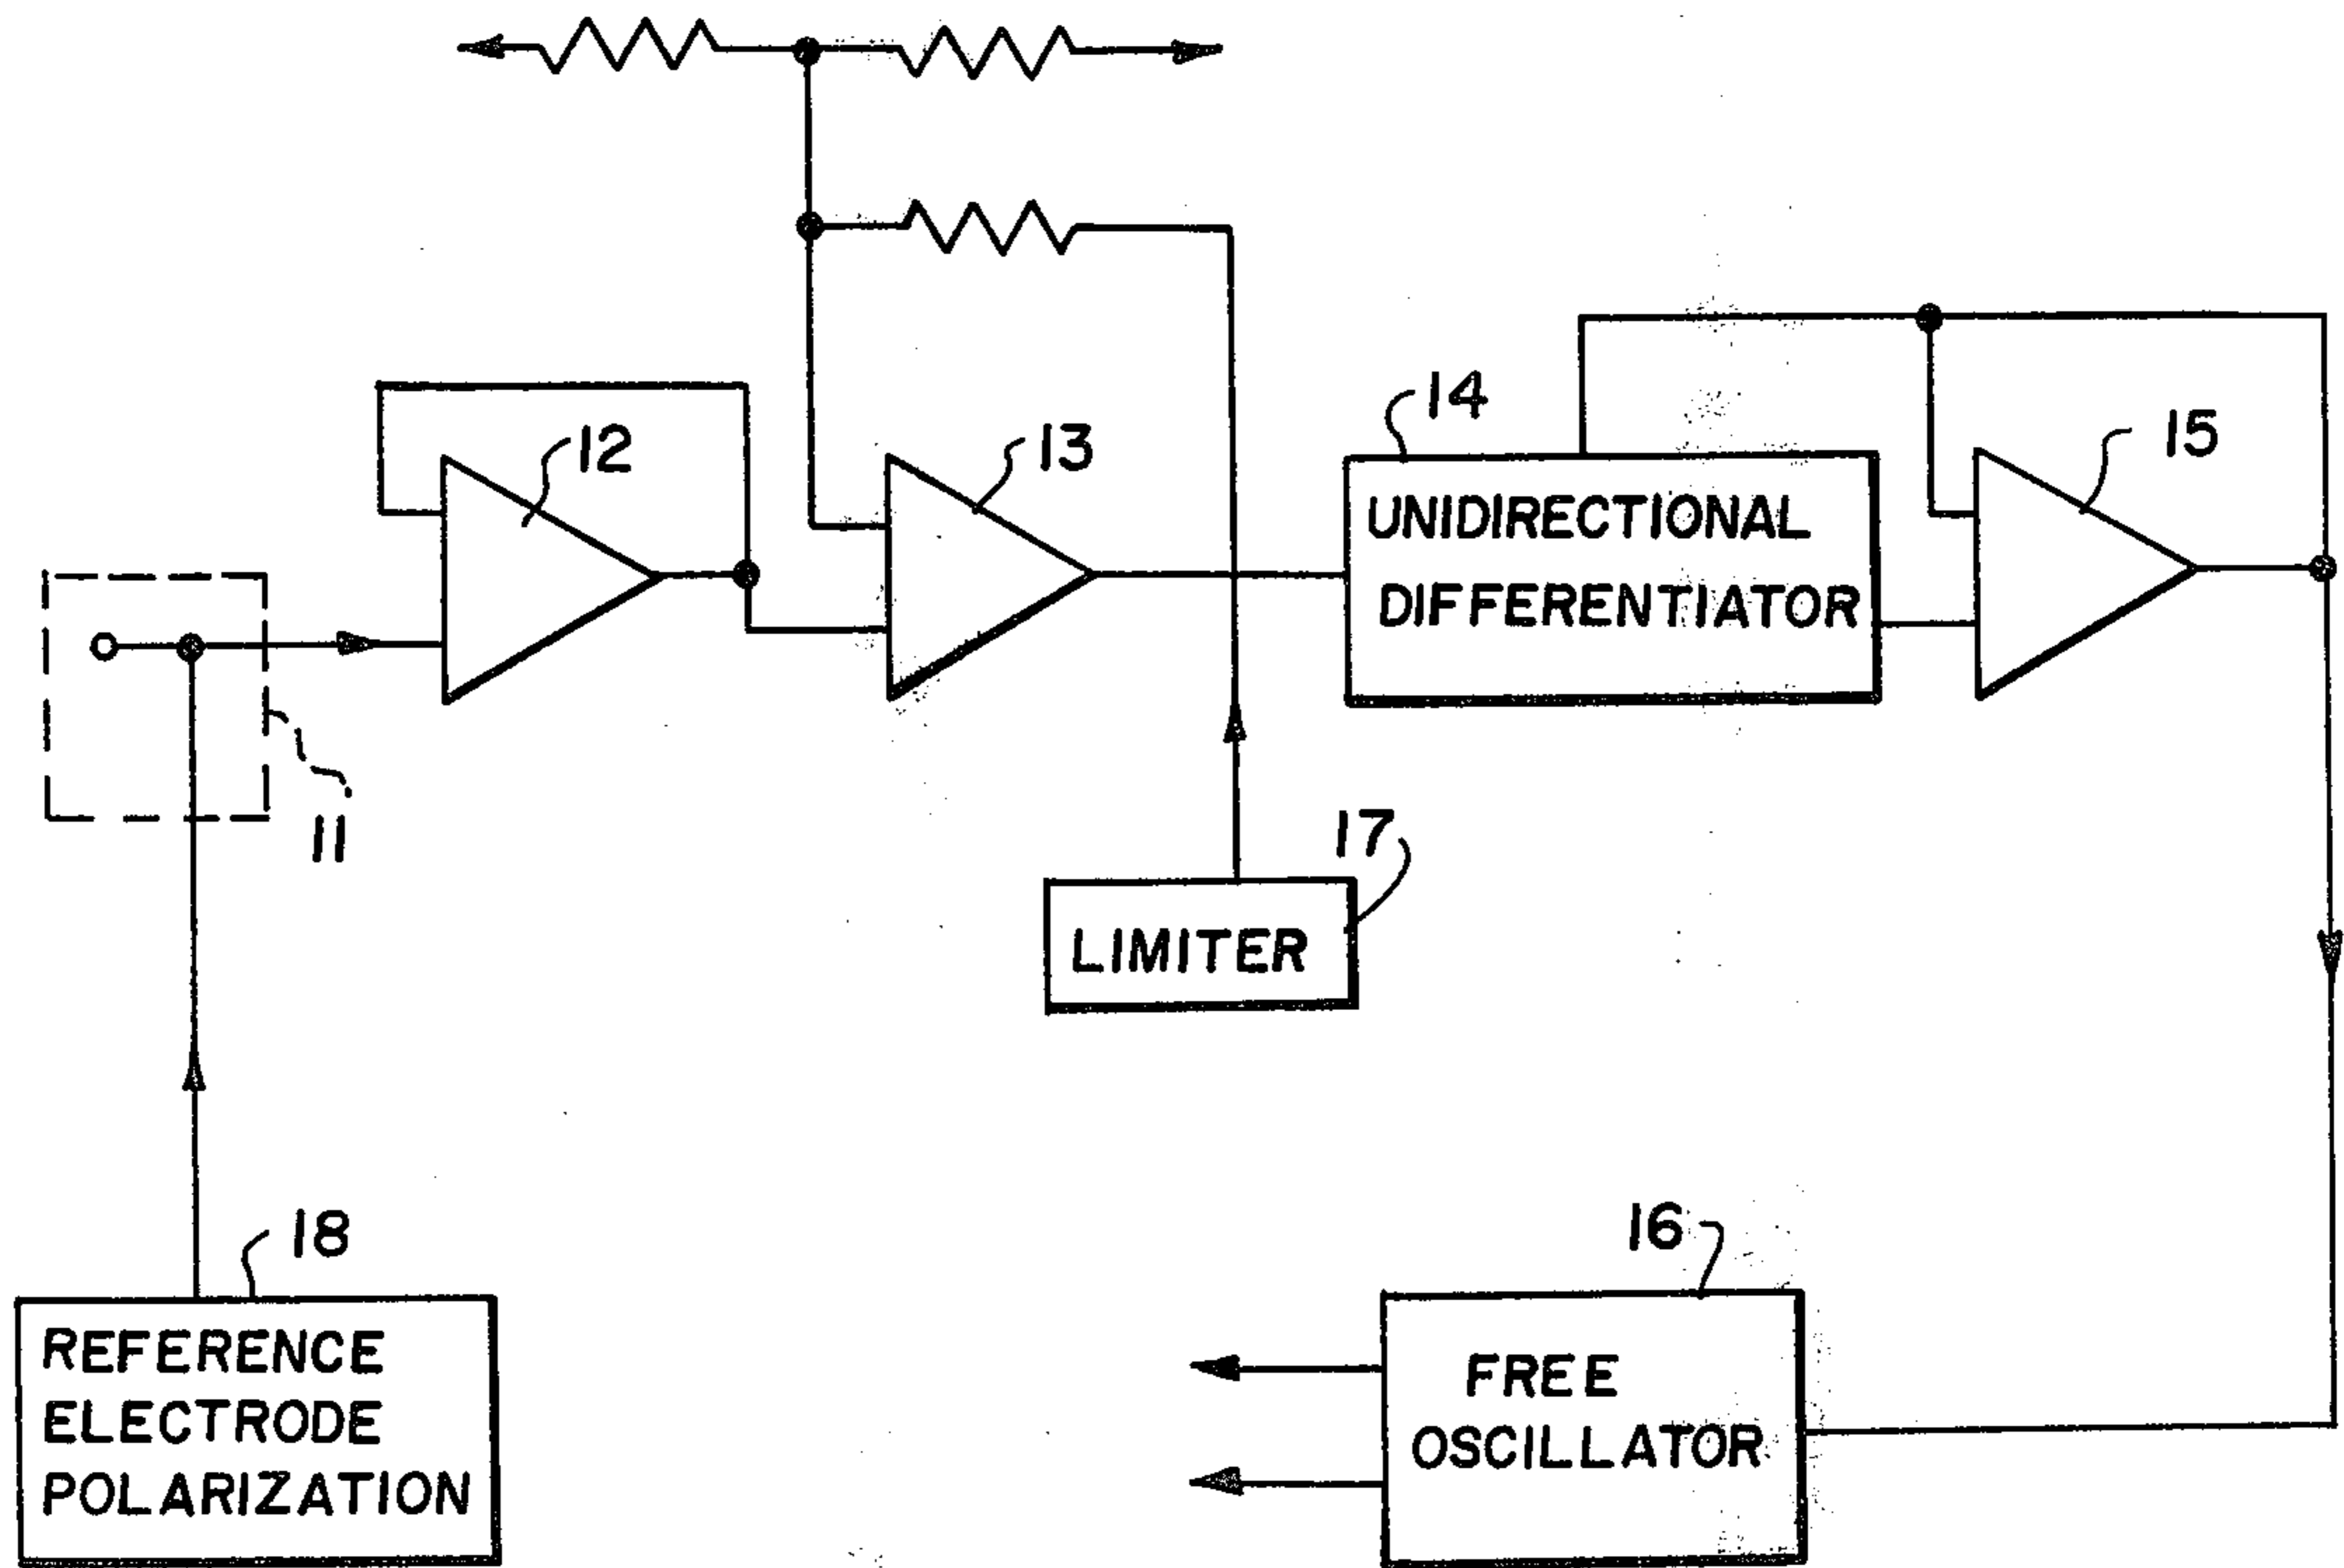 14
12
13
15
UNIDIRECTIONAL
DIFFERENTIATOR
11
17
LIMITER
18
16
REFERENCE
ELECTRODE
POLARIZATION
FREE
OSCILLATOR